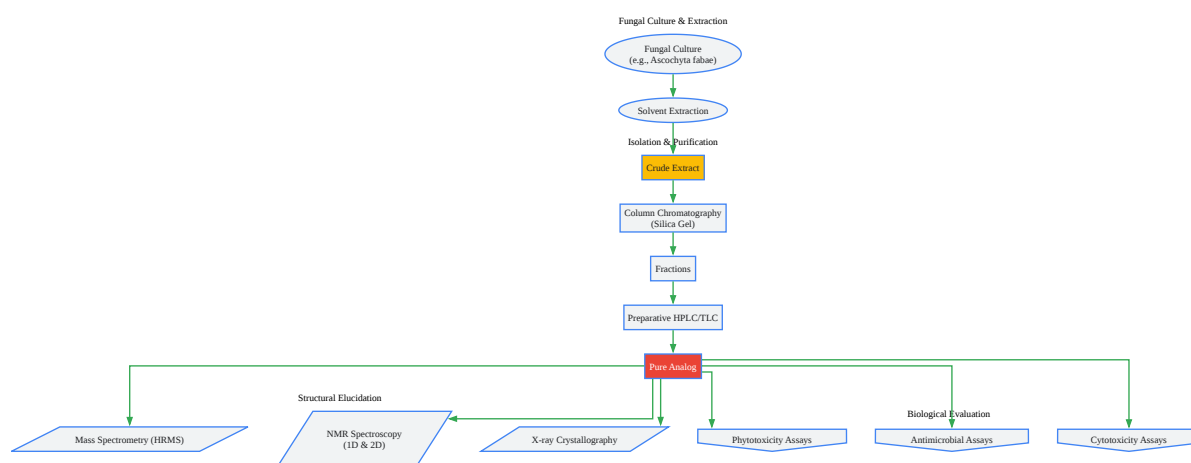 Fungal Culture & Extraction
Fungal Culture
(e.g., Ascochyta fabae)
Solvent Extraction
Isolation & Purification
Crude Extract
Column Chromatography
(Silica Gel)
Fractions
Preparative HPLC/TLC
Pure Analog
Structural Elucidation
Biological Evaluation
Mass Spectrometry (HRMS)
NMR Spectroscopy
(1D & 2D)
X-ray Crystallography
Phytotoxicity Assays
Antimicrobial Assays
Cytotoxicity Assays